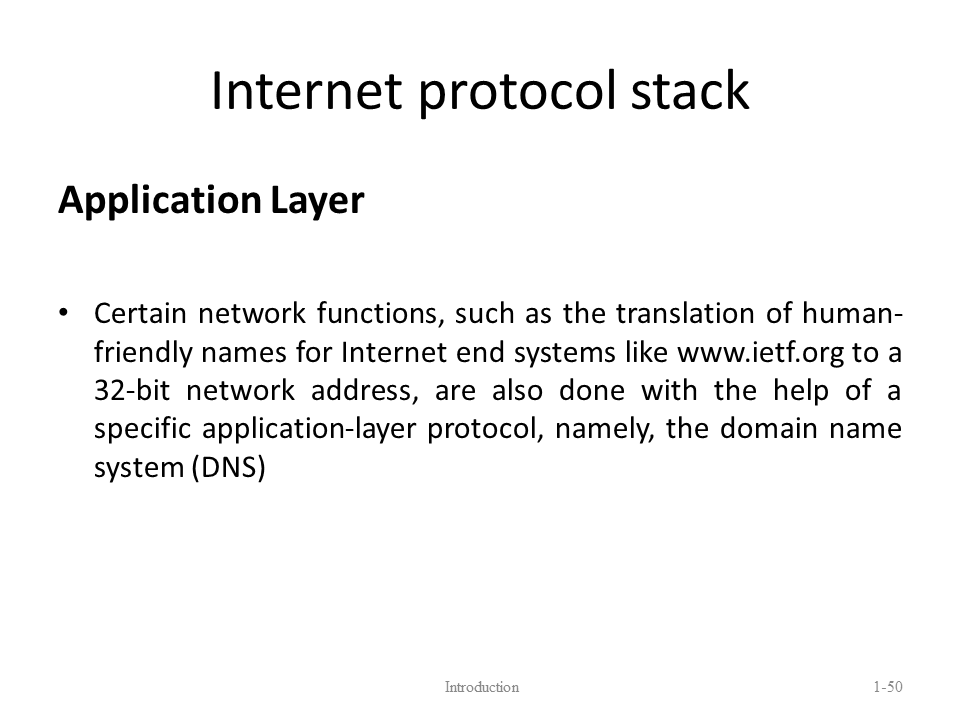 Internet protocol stack
Application Layer
• Certain network functions, such as the translation of human-
friendly names for Internet end systems like www.ietf.org to a
32-bit network address, are also done with the help of a
specific application-layer protocol, namely, the domain name
system (DNS)
Introduction
1-50